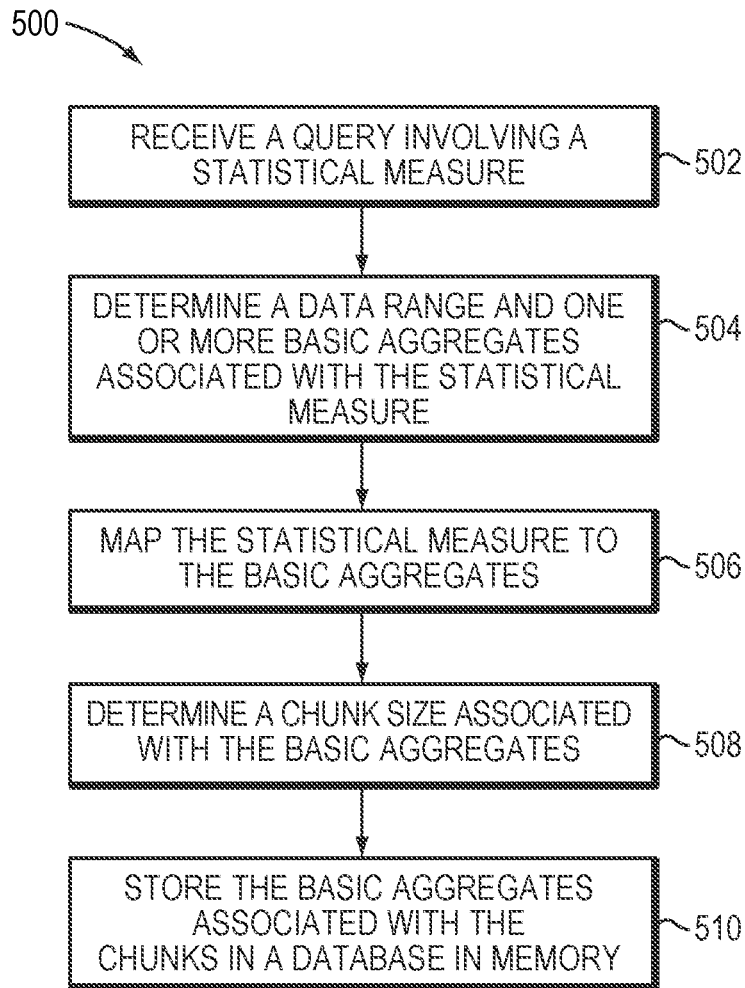 500
RECEIVE A QUERY INVOLVING A
STATISTICAL MEASURE
502
DETERMINE A DATA RANGE AND ONE
OR MORE BASIC AGGREGATES
ASSOCIATED WITH THE STATISTICAL
MEASURE
504
MAP THE STATISTICAL MEASURE TO
THE BASIC AGGREGATES
506
DETERMINE A CHUNK SIZE ASSOCIATED
WITH THE BASIC AGGREGATES
508
STORE THE BASIC AGGREGATES
ASSOCIATED WITH THE
CHUNKS IN A DATABASE IN MEMORY
510